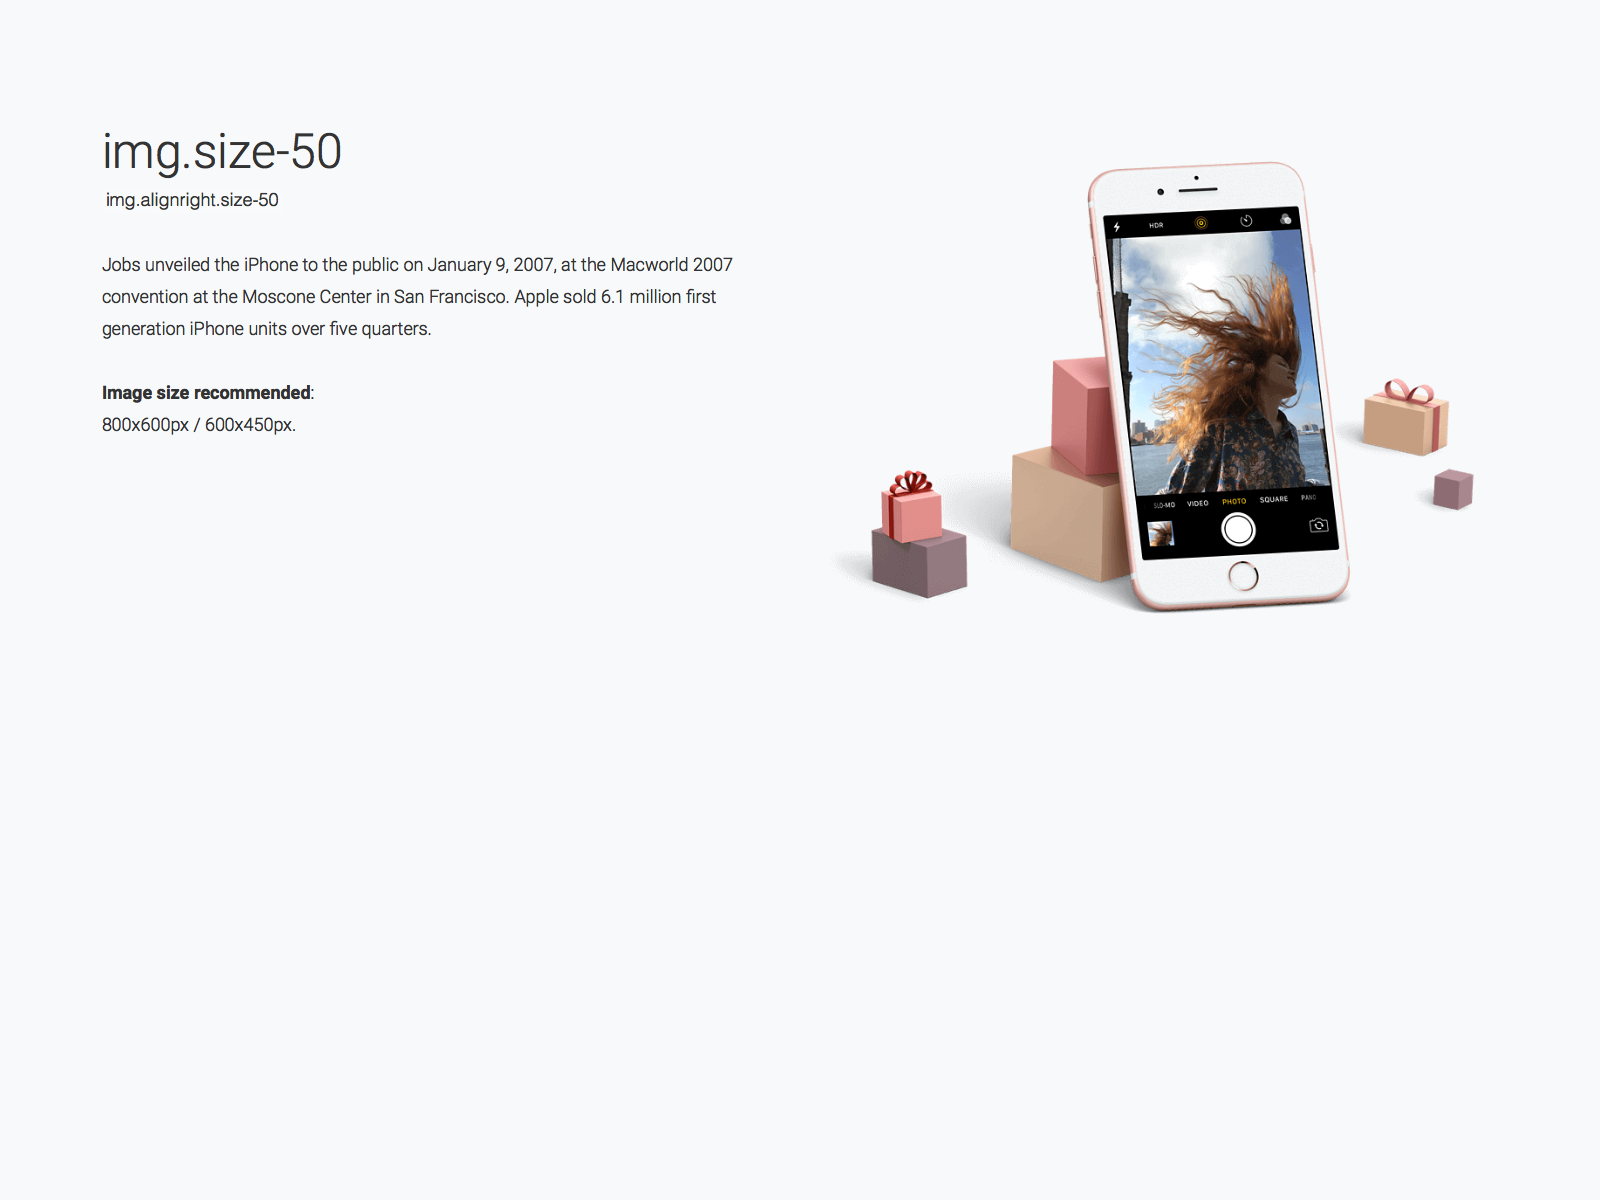 img.size-50
img.alignright.size-50
Jobs unveiled the iPhone to the public on January 9, 2007, at the Macworld 2007
convention at the Moscone Center in San Francisco. Apple sold 6.1 million first
generation iPhone units over five quarters.
Image size recommended:
800x600px / 600x450px.
HDR
SLO-MO VIDEO PHOTO SQUARE PANO